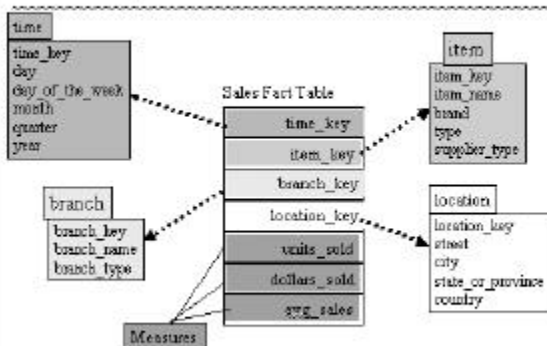 time
time_key
day
day_of_the_week
month
quarter
year
item
item_key
item_name
brand
type
supplier_type
Sales Fact Table
time_key
item_key
branch_key
location_key
units_sold
dollars_sold
avg_sales
branch
branch_key
branch_name
branch_type
location
location_key
street
city
state_or_province
country
Measures